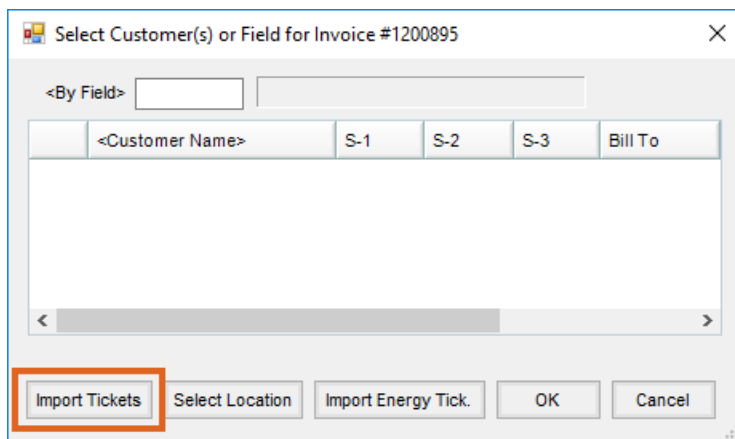 Select Customer(s) or Field for Invoice #1200895
<By Field>
<Customer Name> S-1 S-2 S-3 Bill To
Import Tickets Select Location Import Energy Tick. OK Cancel